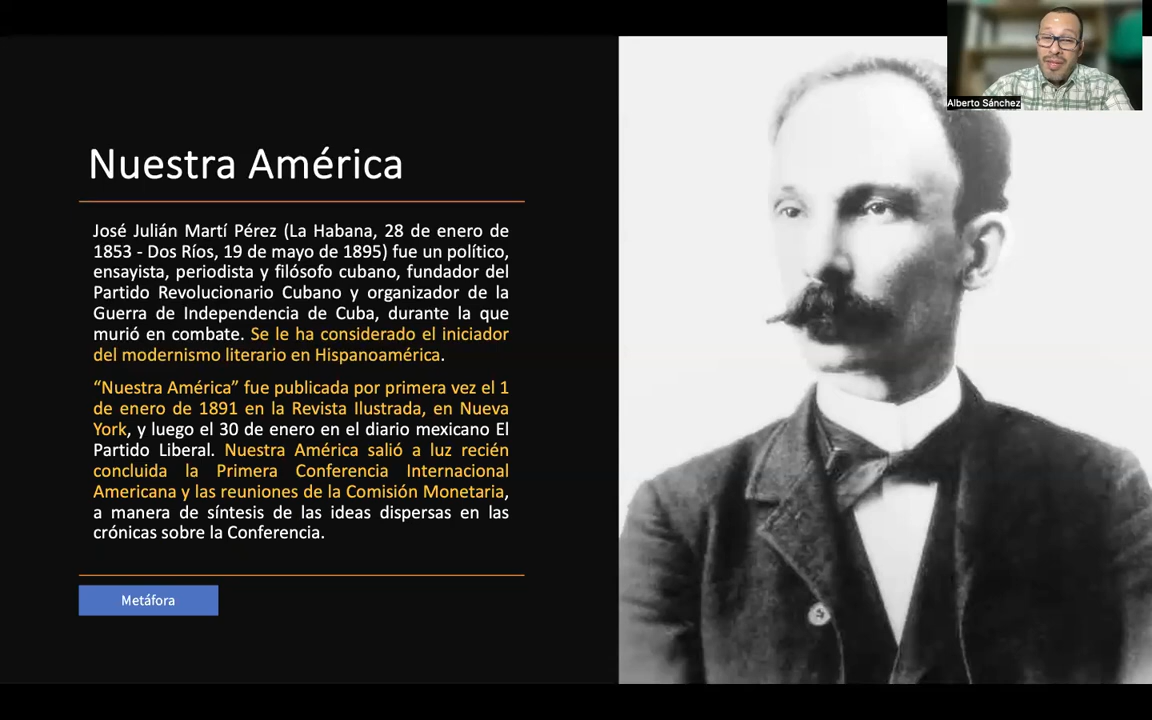 Alberto Sánchez
Nuestra América
José Julián Martí Pérez (La Habana, 28 de enero de
1853 - Dos Ríos, 19 de mayo de 1895) fue un político,
ensayista, periodista y filósofo cubano, fundador del
Partido Revolucionario Cubano y organizador de la
Guerra de Independencia de Cuba, durante la que
murió en combate. Se le ha considerado el iniciador
del modernismo literario en Hispanoamérica.
“Nuestra América” fue publicada por primera vez el 1
de enero de 1891 en la Revista Ilustrada, en Nueva
York, y luego el 30 de enero en el diario mexicano El
Partido Liberal. Nuestra América salió a luz recién
concluida la Primera Conferencia Internacional
Americana y las reuniones de la Comisión Monetaria,
a manera de síntesis de las ideas dispersas en las
crónicas sobre la Conferencia.
Metáfora